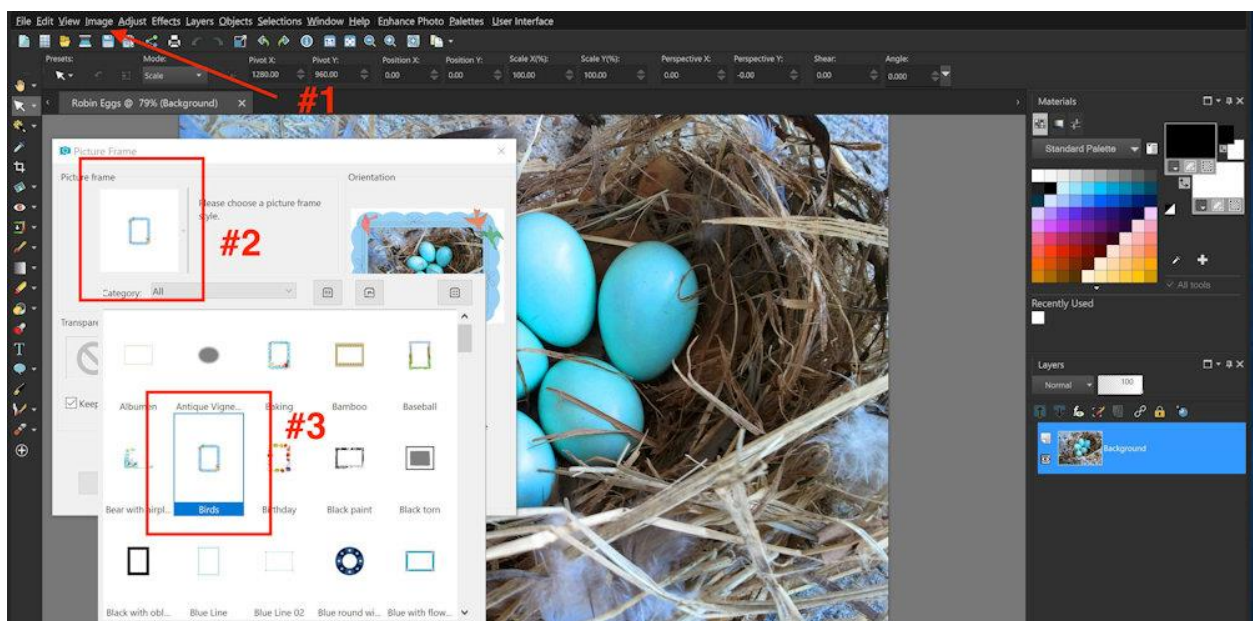 File Edit View Image Adjust Effects Layers Objects Selections Window Help Enhance Photo Palettes User Interface
Presets: Mode: Pivot X: Pivot Y: Position X: Position Y: Scale X(%): Scale Y(%): Perspective X: Perspective Y: Shear: Angle:
Scale 1280.00 960.00 0.00 0.00 100.00 100.00 0.00 -0.00 0.00 0.000
#1
Robin Eggs @ 79% (Background)
Materials
Standard Palette
All tools
Recently Used
Layers
Normal 100
Background
Picture Frame
Picture frame
Orientation
Please choose a picture frame
style.
#2
Category: All
Keep
Albumen Antique Vigne... Baking Bamboo Baseball
#3
Bear with airpl... Birds Birthday Black paint Black torn
Black with obl... Blue Line Blue Line 02 Blue round wi... Blue with flow...